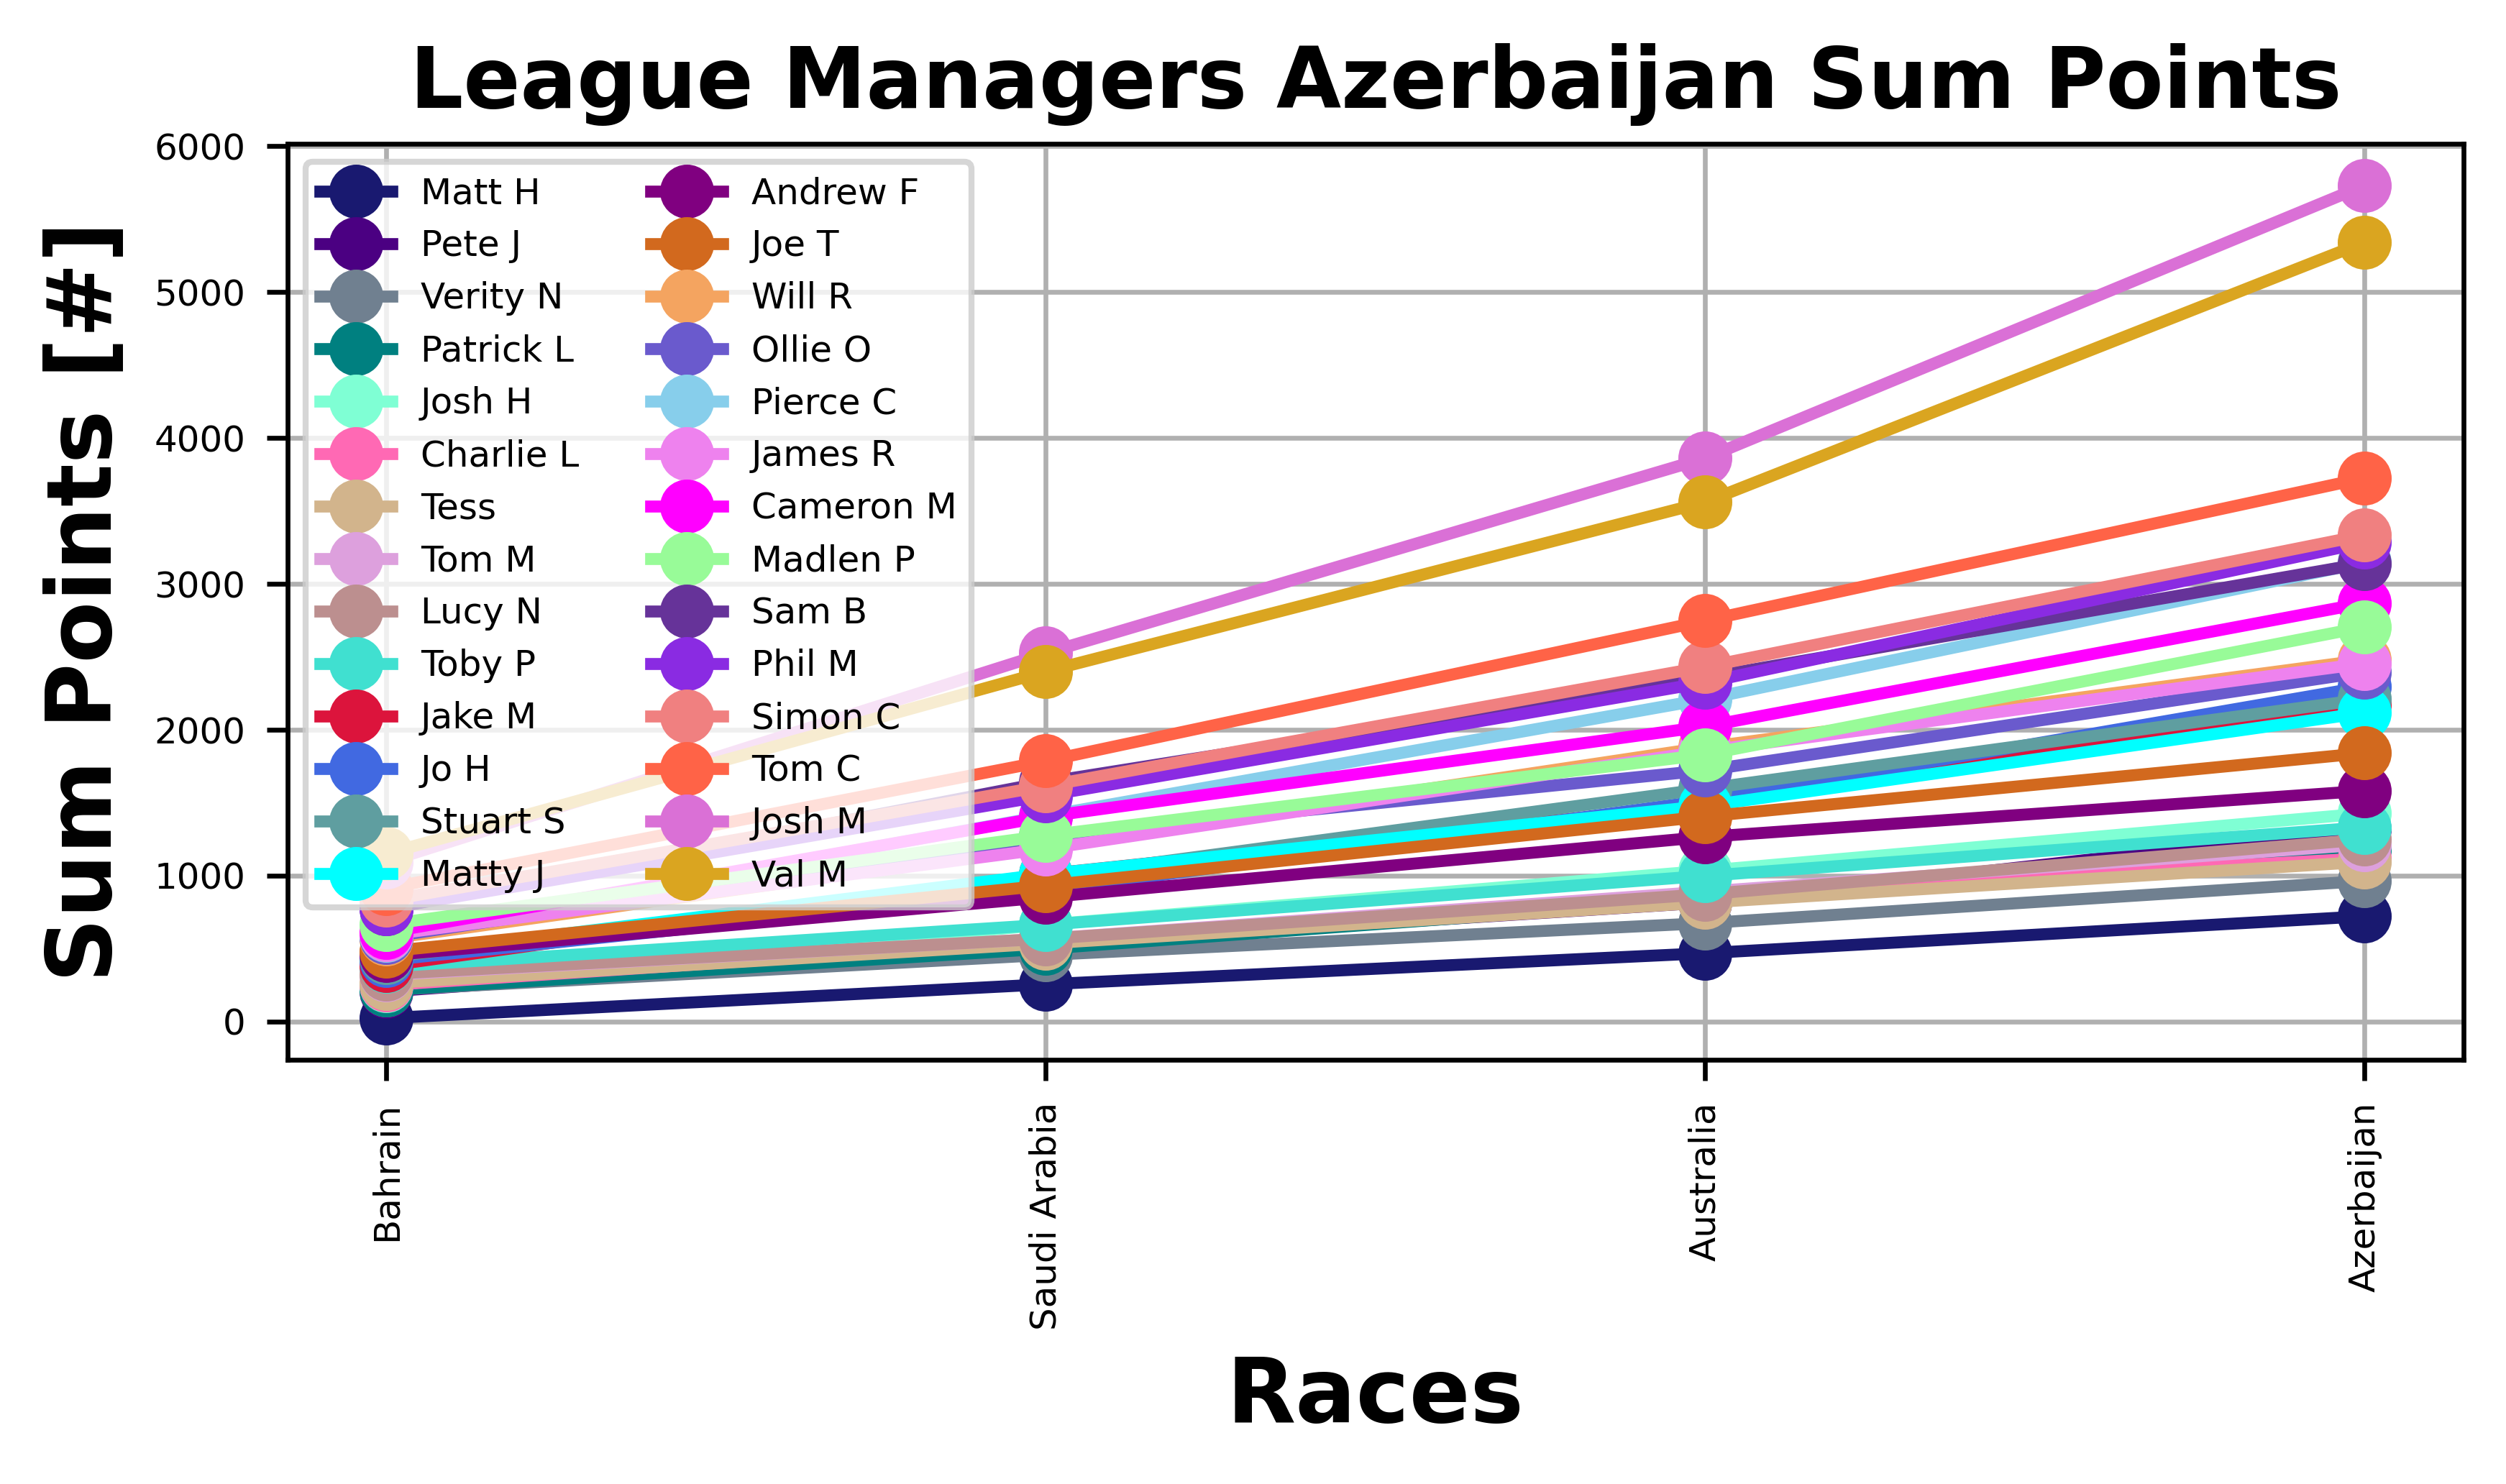 League Managers Azerbaijan Sum Points
Sum Points [#]
6000
5000
4000
3000
2000
1000
0
Matt H
Pete J
Verity N
Patrick L
Josh H
Charlie L
Tess
Tom M
Lucy N
Toby P
Jake M
Jo H
Stuart S
Matty J
Andrew F
Joe T
Will R
Ollie O
Pierce C
James R
Cameron M
Madlen P
Sam B
Phil M
Simon C
Tom C
Josh M
Val M
Bahrain
Saudi Arabia
Australia
Azerbaijan
Races